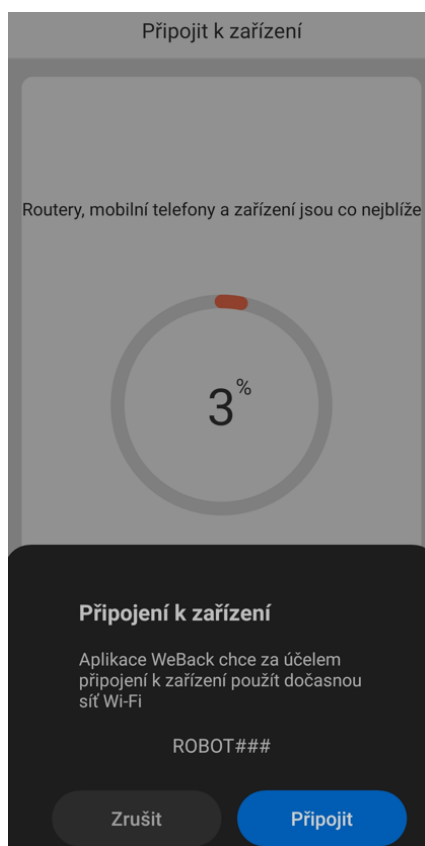 Připojit k zařízení
Routery, mobilní telefony a zařízení jsou co nejblíže
3%
Připojení k zařízení
Aplikace WeBack chce za účelem
připojení k zařízení použít dočasnou
síť Wi-Fi
ROBOT###
Zrušit Připojit